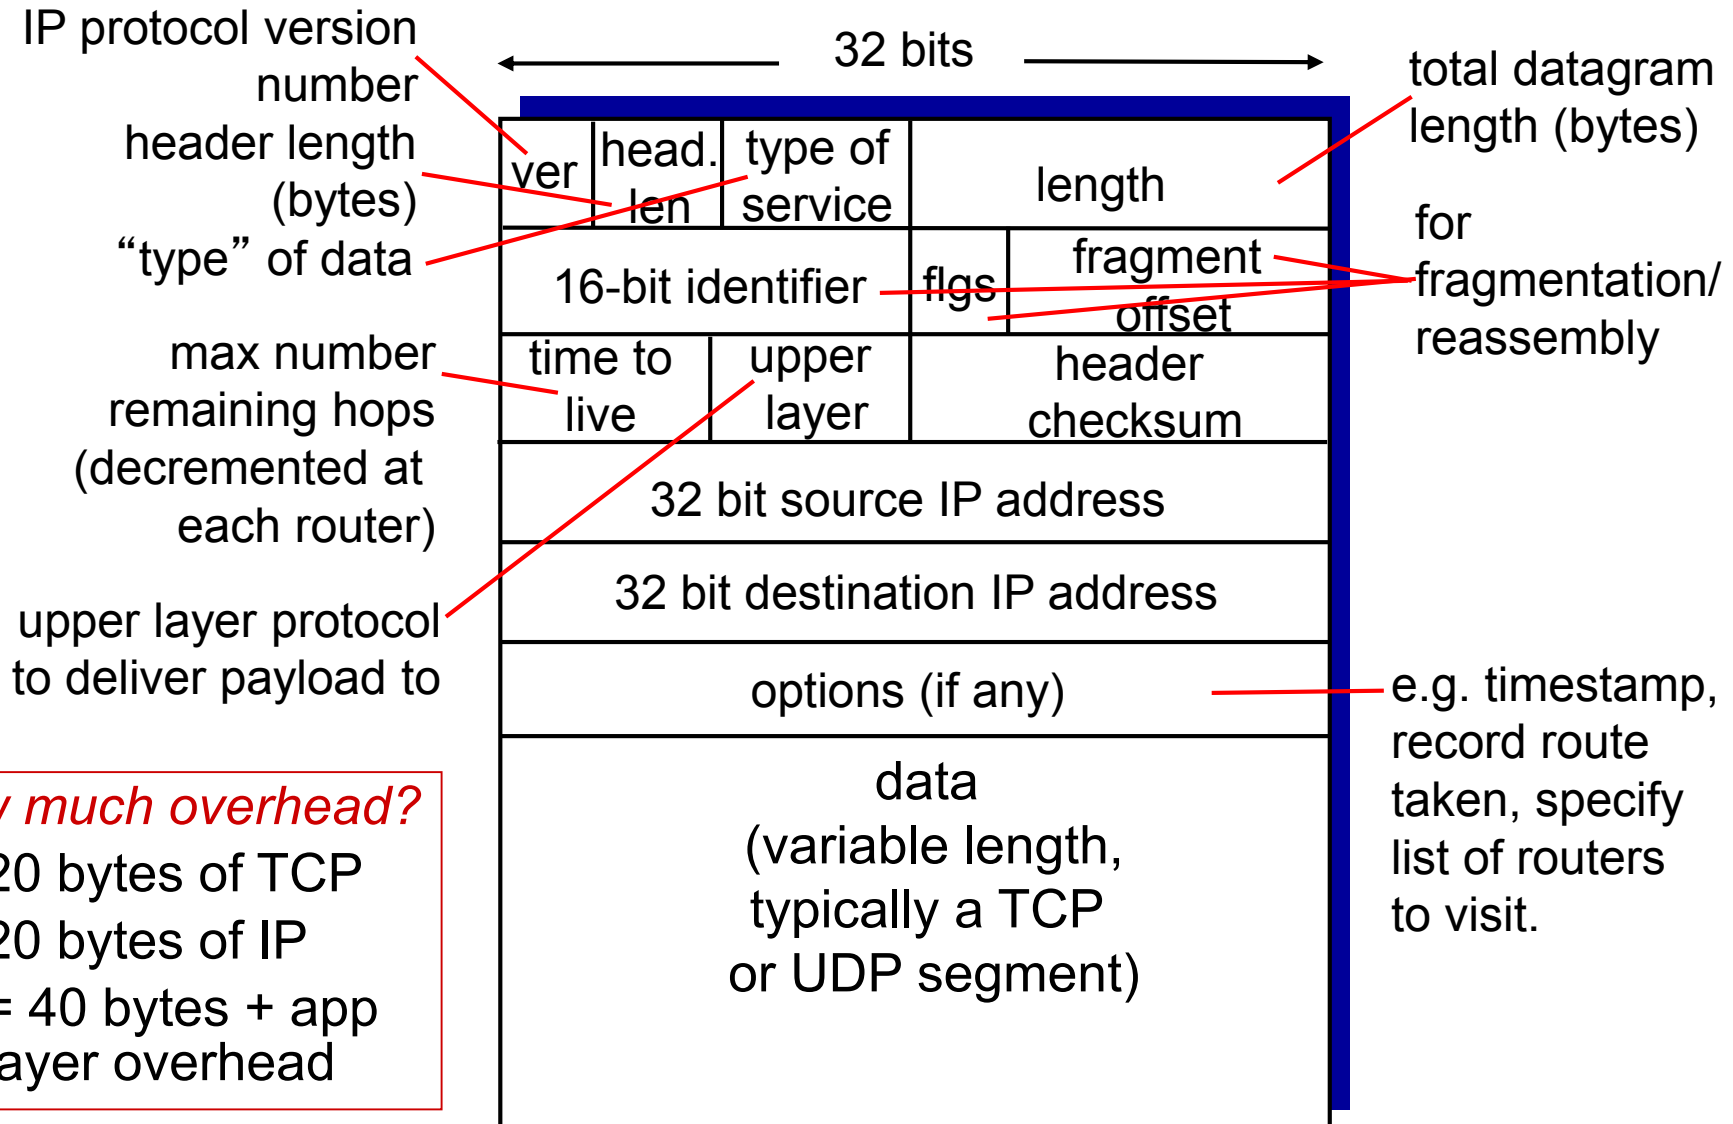 IP protocol version
number
header length
(bytes)
“type” of data
max number
remaining hops
(decremented at
each router)
upper layer protocol
to deliver payload to
much overhead?
20 bytes of TCP
20 bytes of IP
= 40 bytes + app
overhead
32 bits
ver
head.
len
type of
service
length
16-bit identifier
flgs
fragment
offset
time to
live
upper
layer
header
checksum
32 bit source IP address
32 bit destination IP address
options (if any)
data
(variable length,
typically a TCP
or UDP segment)
total datagram
length (bytes)
for
fragmentation/
reassembly
e.g. timestamp,
record route
taken, specify
list of routers
to visit.